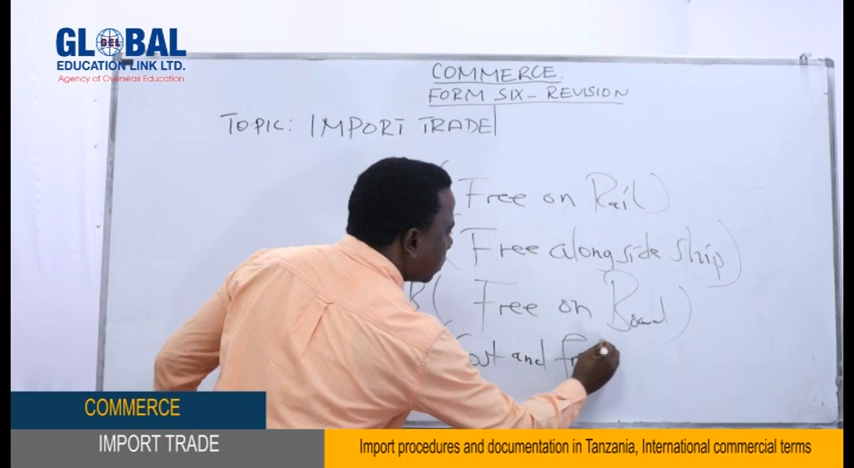 GLOBAL
GEL
EDUCATION LINK LTD.
Agency of Overseas Education
COMMERCE
FORM SIX - REVISION
TOPIC: IMPORT TRADE
(Free on Rail)
(Free alongside ship)
B (Free on Board)
and
COMMERCE
IMPORT TRADE
Import procedures and documentation in Tanzania, International commercial terms